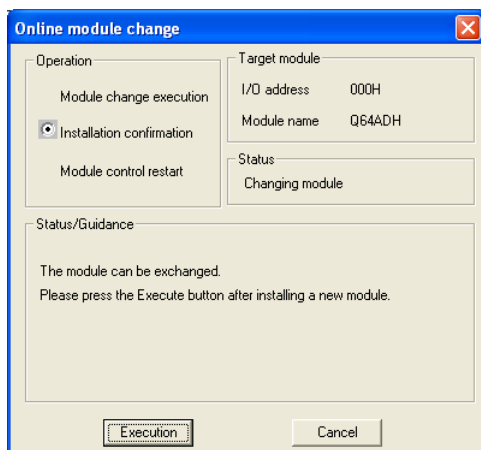 Online module change
Operation
Module change execution
Installation confirmation
Module control restart
Target module
I/O address 000H
Module name Q64ADH
Status
Changing module
Status/Guidance
The module can be exchanged.
Please press the Execute button after installing a new module.
Execution Cancel